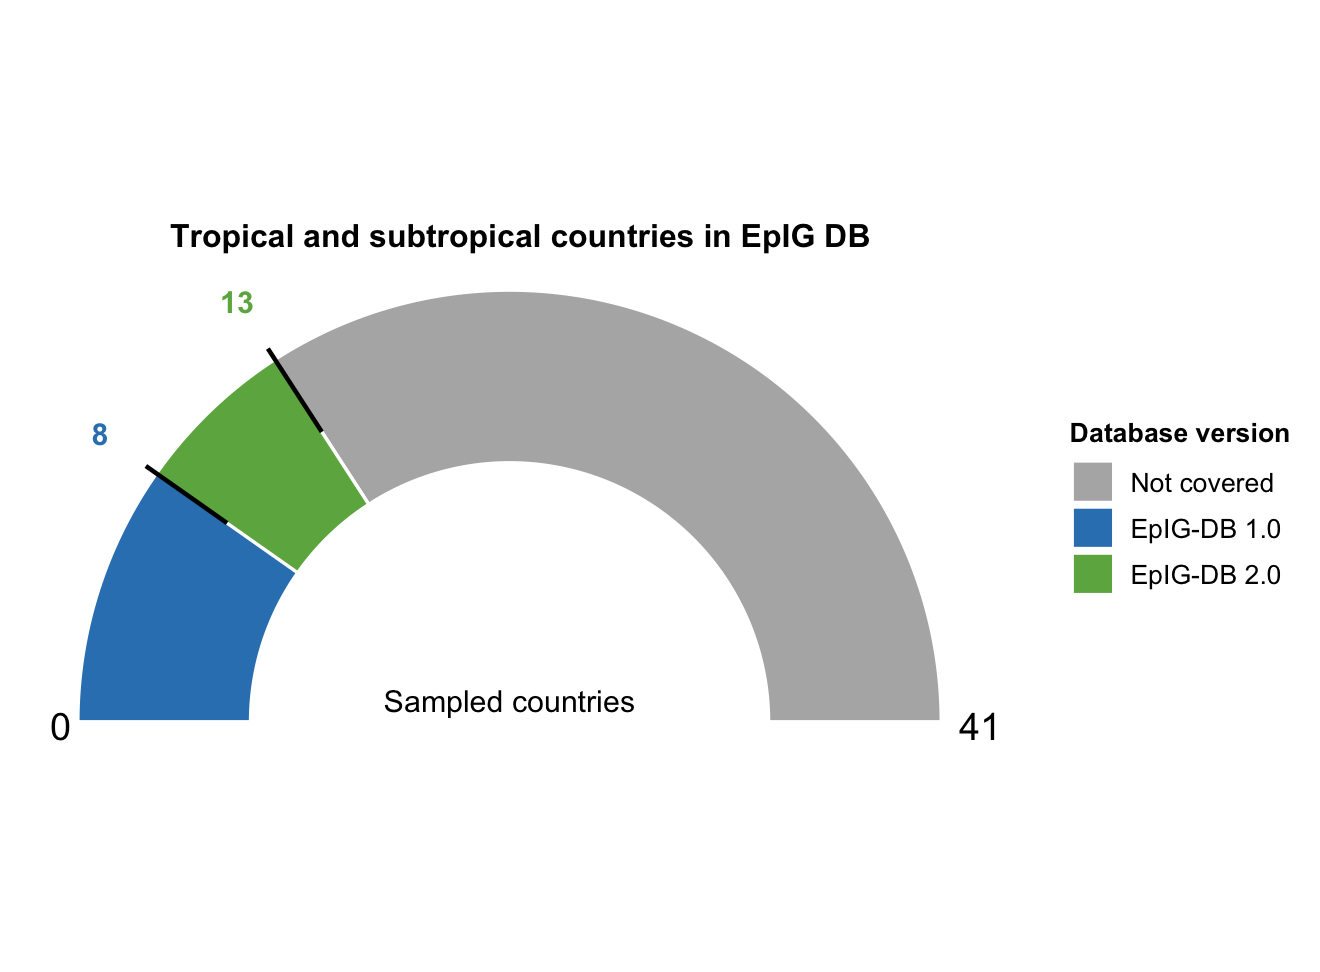 Tropical and subtropical countries in EpIG DB
13
8
0
Sampled countries
41
Database version
Not covered
EpIG-DB 1.0
EpIG-DB 2.0